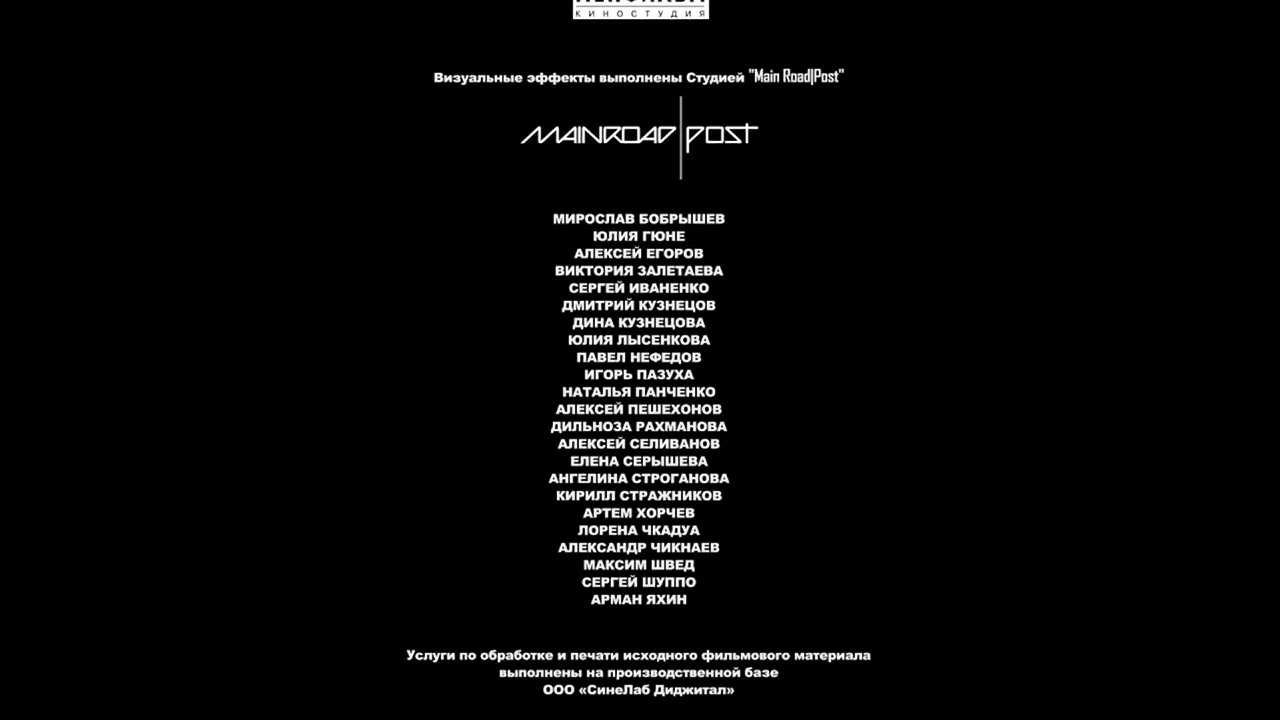 КИНОСТУДИЯ
Визуальные эффекты выполнены Студией "Main Road|Post"
MAINROAD|POST
МИРОСЛАВ БОБРЫШЕВ
ЮЛИЯ ГЮНЕ
АЛЕКСЕЙ ЕГОРОВ
ВИКТОРИЯ ЗАЛЕТАЕВА
СЕРГЕЙ ИВАНЕНКО
ДМИТРИЙ КУЗНЕЦОВ
ДИНА КУЗНЕЦОВА
ЮЛИЯ ЛЫСЕНКОВА
ПАВЕЛ НЕФЕДОВ
ИГОРЬ ПАЗУХА
НАТАЛЬЯ ПАНЧЕНКО
АЛЕКСЕЙ ПЕШЕХОНОВ
ДИЛЬНОЗА РАХМАНОВА
АЛЕКСЕЙ СЕЛИВАНОВ
ЕЛЕНА СЕРЫШЕВА
АНГЕЛИНА СТРОГАНОВА
КИРИЛЛ СТРАЖНИКОВ
АРТЕМ ХОРЧЕВ
ЛОРЕНА ЧКАДУА
АЛЕКСАНДР ЧИКНАЕВ
МАКСИМ ШВЕД
СЕРГЕЙ ШУППО
АРМАН ЯХИН
Услуги по обработке и печати исходного фильмового материала
выполнены на производственной базе
ООО «СинеЛаб Диджитал»